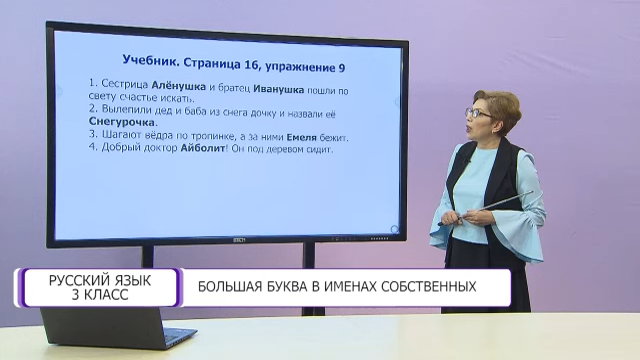 Учебник. Страница 16, упражнение 9
1. Сестрица Алёнушка и братец Иванушка пошли по
свету счастье искать.
2. Вылепили дед и баба из снега дочку и назвали её
Снегурочка.
3. Шагают вёдра по тропинке, а за ними Емеля бежит.
4. Добрый доктор Айболит! Он под деревом сидит.
РУССКИЙ ЯЗЫК
3 КЛАСС
БОЛЬШАЯ БУКВА В ИМЕНАХ СОБСТВЕННЫХ